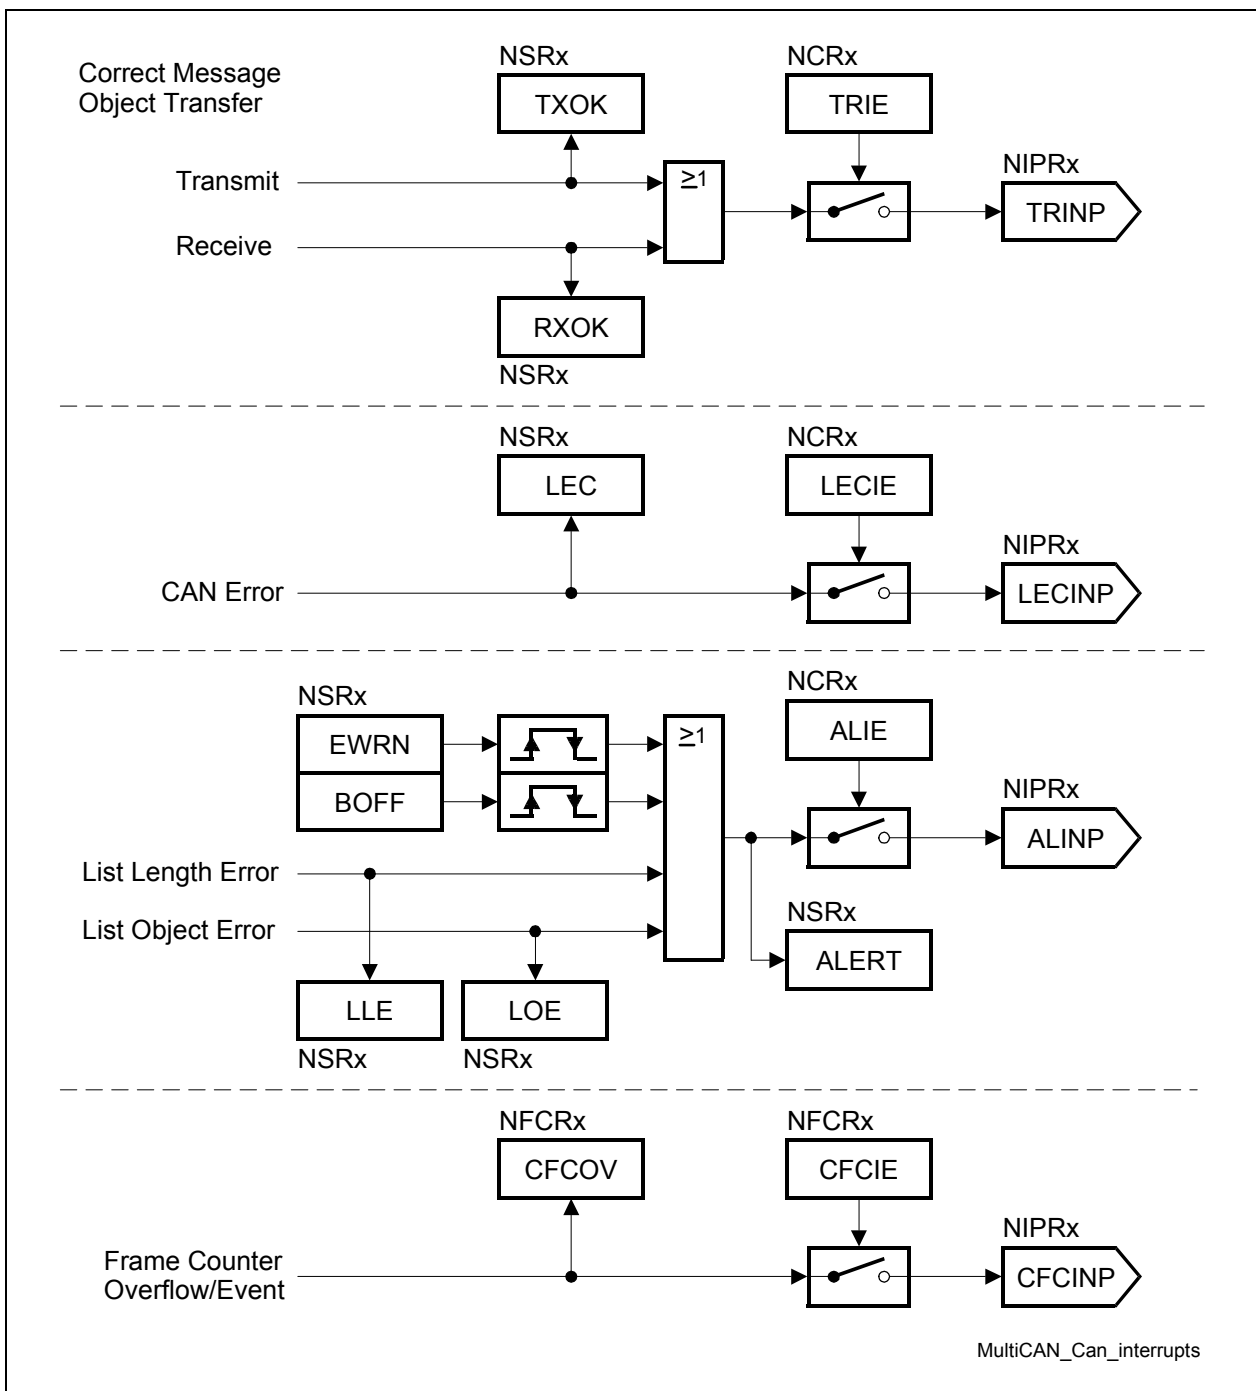 NSRx
NCRx
Correct Message
Object Transfer
TXOK
TRIE
NIPRx
Transmit
≥1
TRINP
Receive
RXOK
NSRx
NSRx
NCRx
LEC
LECIE
NIPRx
CAN Error
LECINP
NSRx
NCRx
EWRN
≥1
ALIE
BOFF
NIPRx
ALINP
List Length Error
NSRx
List Object Error
ALERT
LLE
LOE
NSRx
NSRx
NFCRx
NFCRx
CFCOV
CFCIE
NIPRx
Frame Counter
Overflow/Event
CFCINP
MultiCAN_Can_interrupts